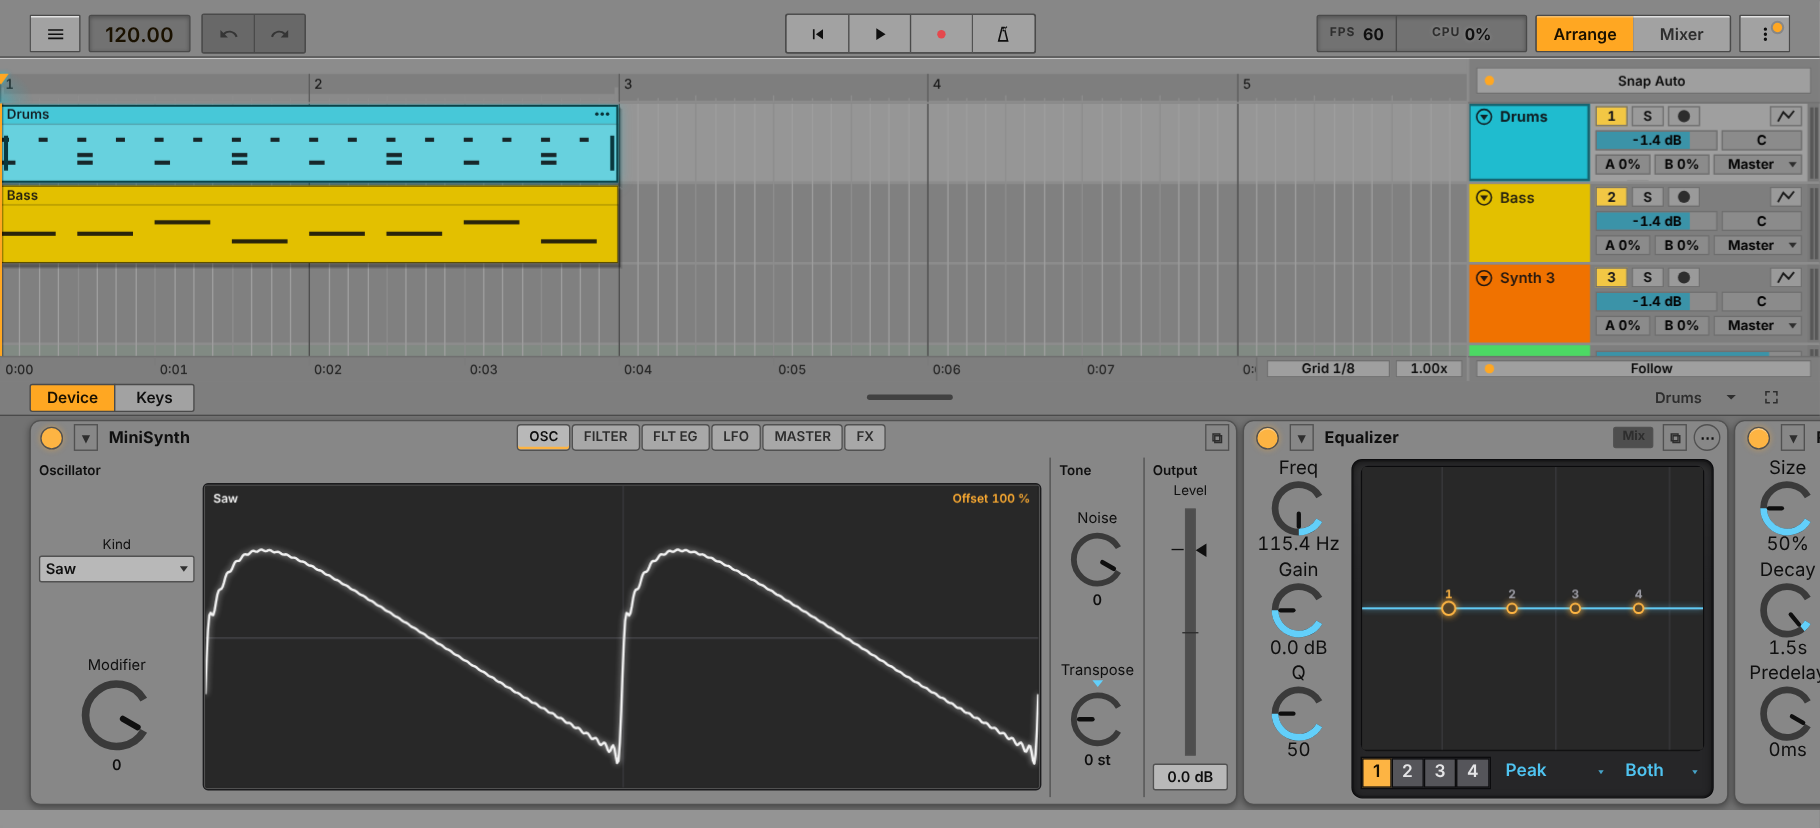 120.00
FPS 60 CPU 0%
Arrange Mixer
1 2 3 4 5
Snap Auto
Drums
Drums 1 S
-1.4 dB C
A 0% B 0% Master
Bass
Bass 2 S
-1.4 dB C
A 0% B 0% Master
Synth 3 3 S
-1.4 dB C
A 0% B 0% Master
0:00 0:01 0:02 0:03 0:04 0:05 0:06 0:07 0: Grid 1/8 1.00x Follow
Device Keys Drums
MiniSynth OSC FILTER FLT EG LFO MASTER FX
Oscillator
Saw Offset 100 %
Kind
Saw
Modifier
0
Tone
Noise
0
Transpose
0 st
Output
Level
0.0 dB
Equalizer Mix
Freq
115.4 Hz
Gain
0.0 dB
Q
50
1 2 3 4
1 2 3 4 Peak Both
Size
50%
Decay
1.5s
Predelay
0ms